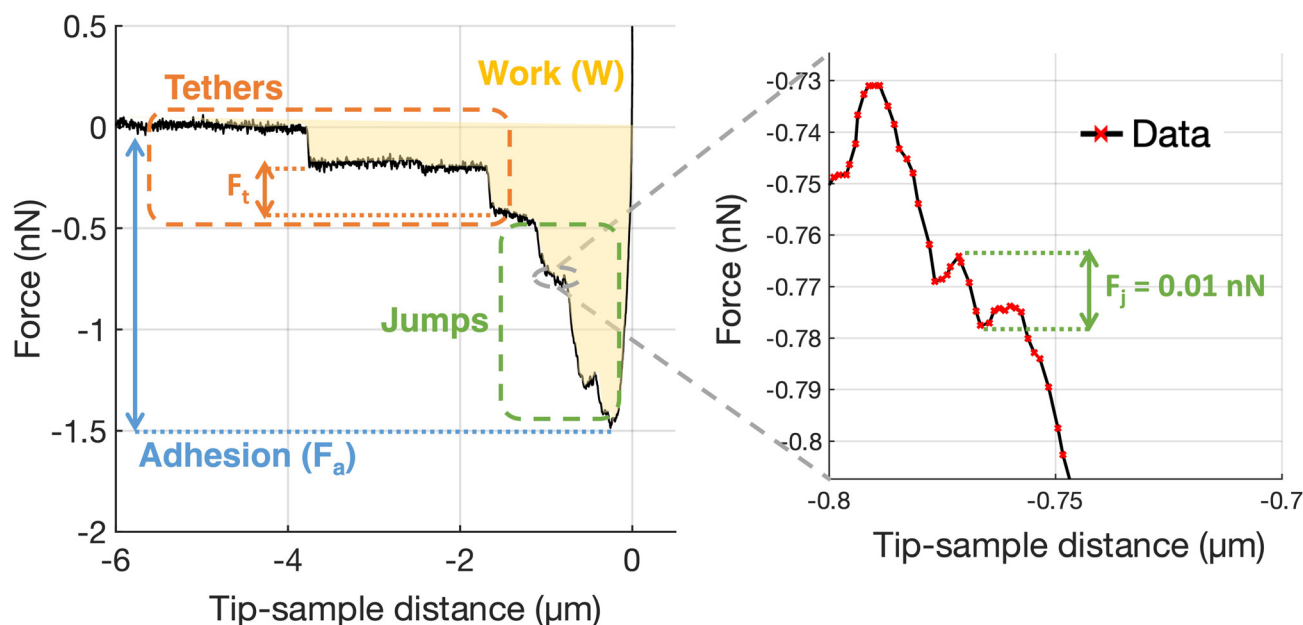 0.5
0
-0.5
-1
-1.5
-2
Force (nN)
-6
-4
-2
0
Tip-sample distance (μm)
Tethers
Work (W)
Fₜ
Jumps
Adhesion (Fₐ)
-0.73
-0.74
-0.75
-0.76
-0.77
-0.78
-0.79
-0.8
Force (nN)
-0.8
-0.75
-0.7
Tip-sample distance (μm)
Data
Fⱼ = 0.01 nN